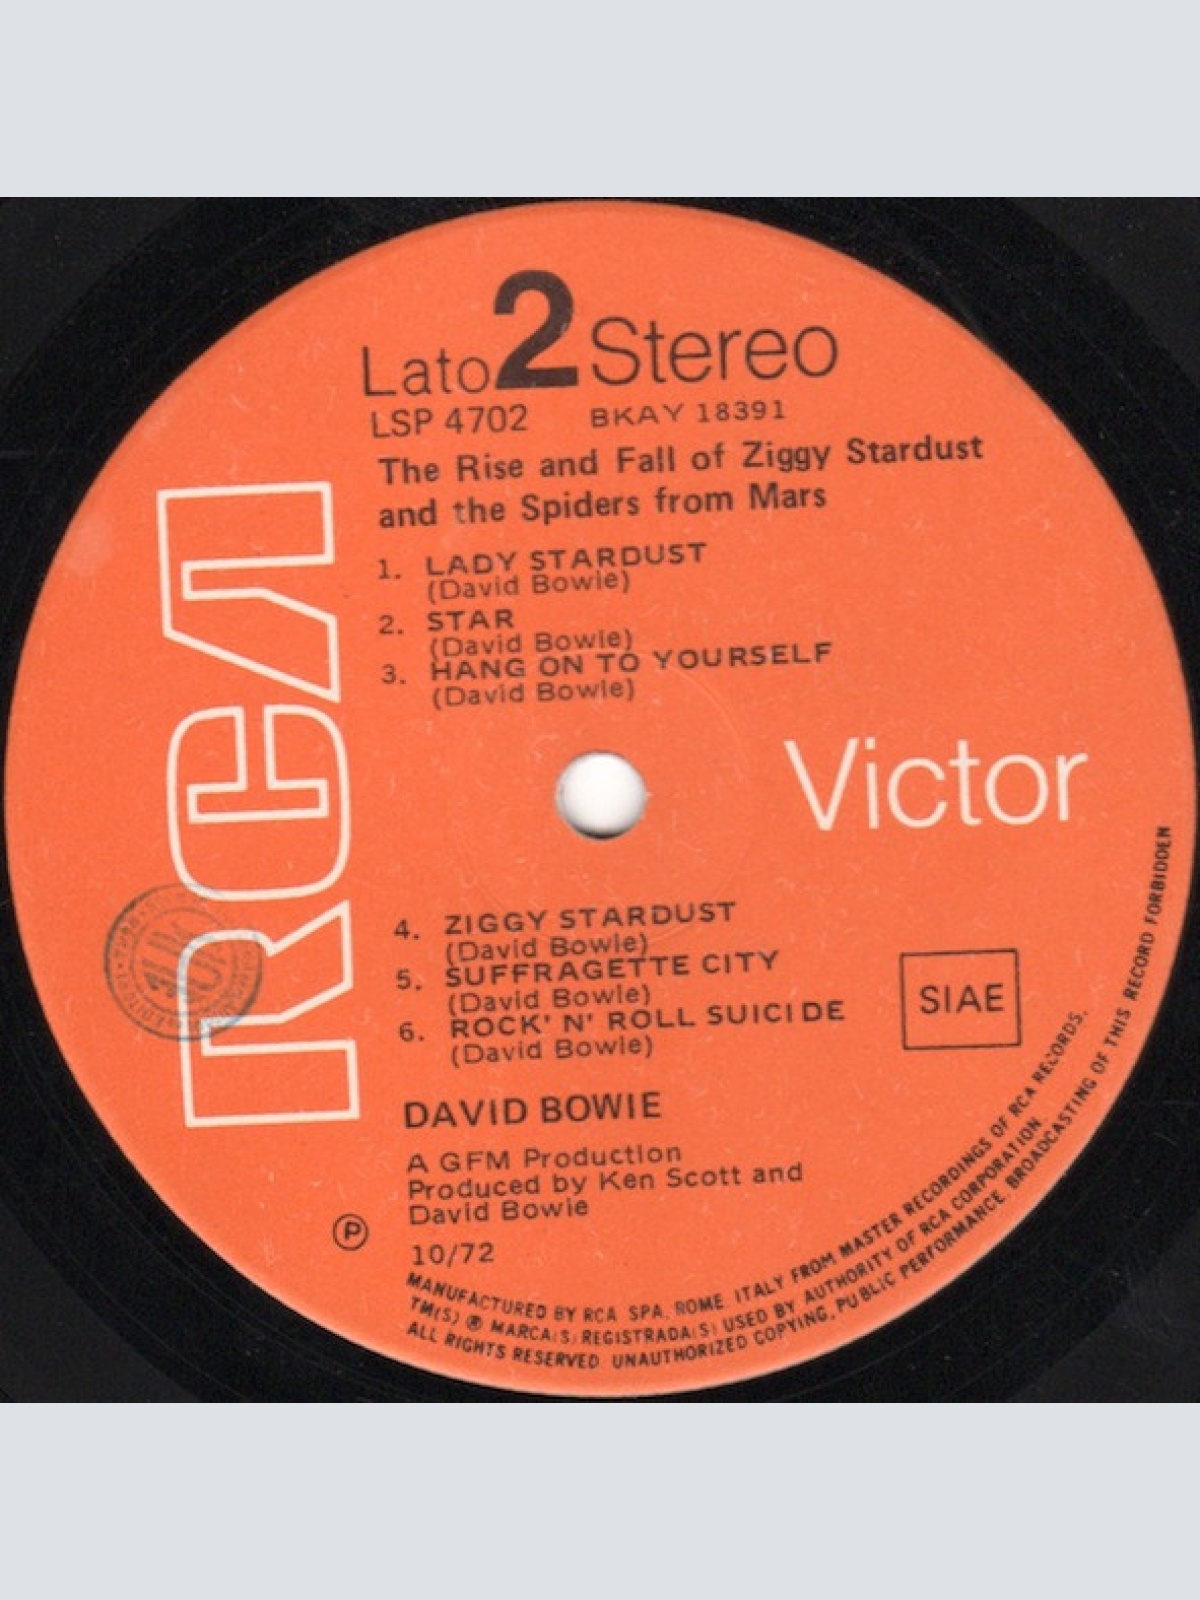 Lato 2 Stereo
LSP 4702 BKAY 18391
The Rise and Fall of Ziggy Stardust
and the Spiders from Mars
1. LADY STARDUST
(David Bowie)
2. STAR
(David Bowie)
3. HANG ON TO YOURSELF
(David Bowie)
RCA
Victor
4. ZIGGY STARDUST
(David Bowie)
5. SUFFRAGETTE CITY
(David Bowie)
6. ROCK' N' ROLL SUICIDE
(David Bowie)
SIAE
DAVID BOWIE
A GFM Production
Produced by Ken Scott and
David Bowie
Ⓟ
10/72
MANUFACTURED BY RCA SPA. ROME. ITALY FROM MASTER RECORDINGS OF RCA RECORDS.
TM(S) ® MARCA(S) REGISTRADA(S) USED BY AUTHORITY OF RCA CORPORATION.
ALL RIGHTS RESERVED. UNAUTHORIZED COPYING, PUBLIC PERFORMANCE, BROADCASTING OF THIS RECORD FORBIDDEN